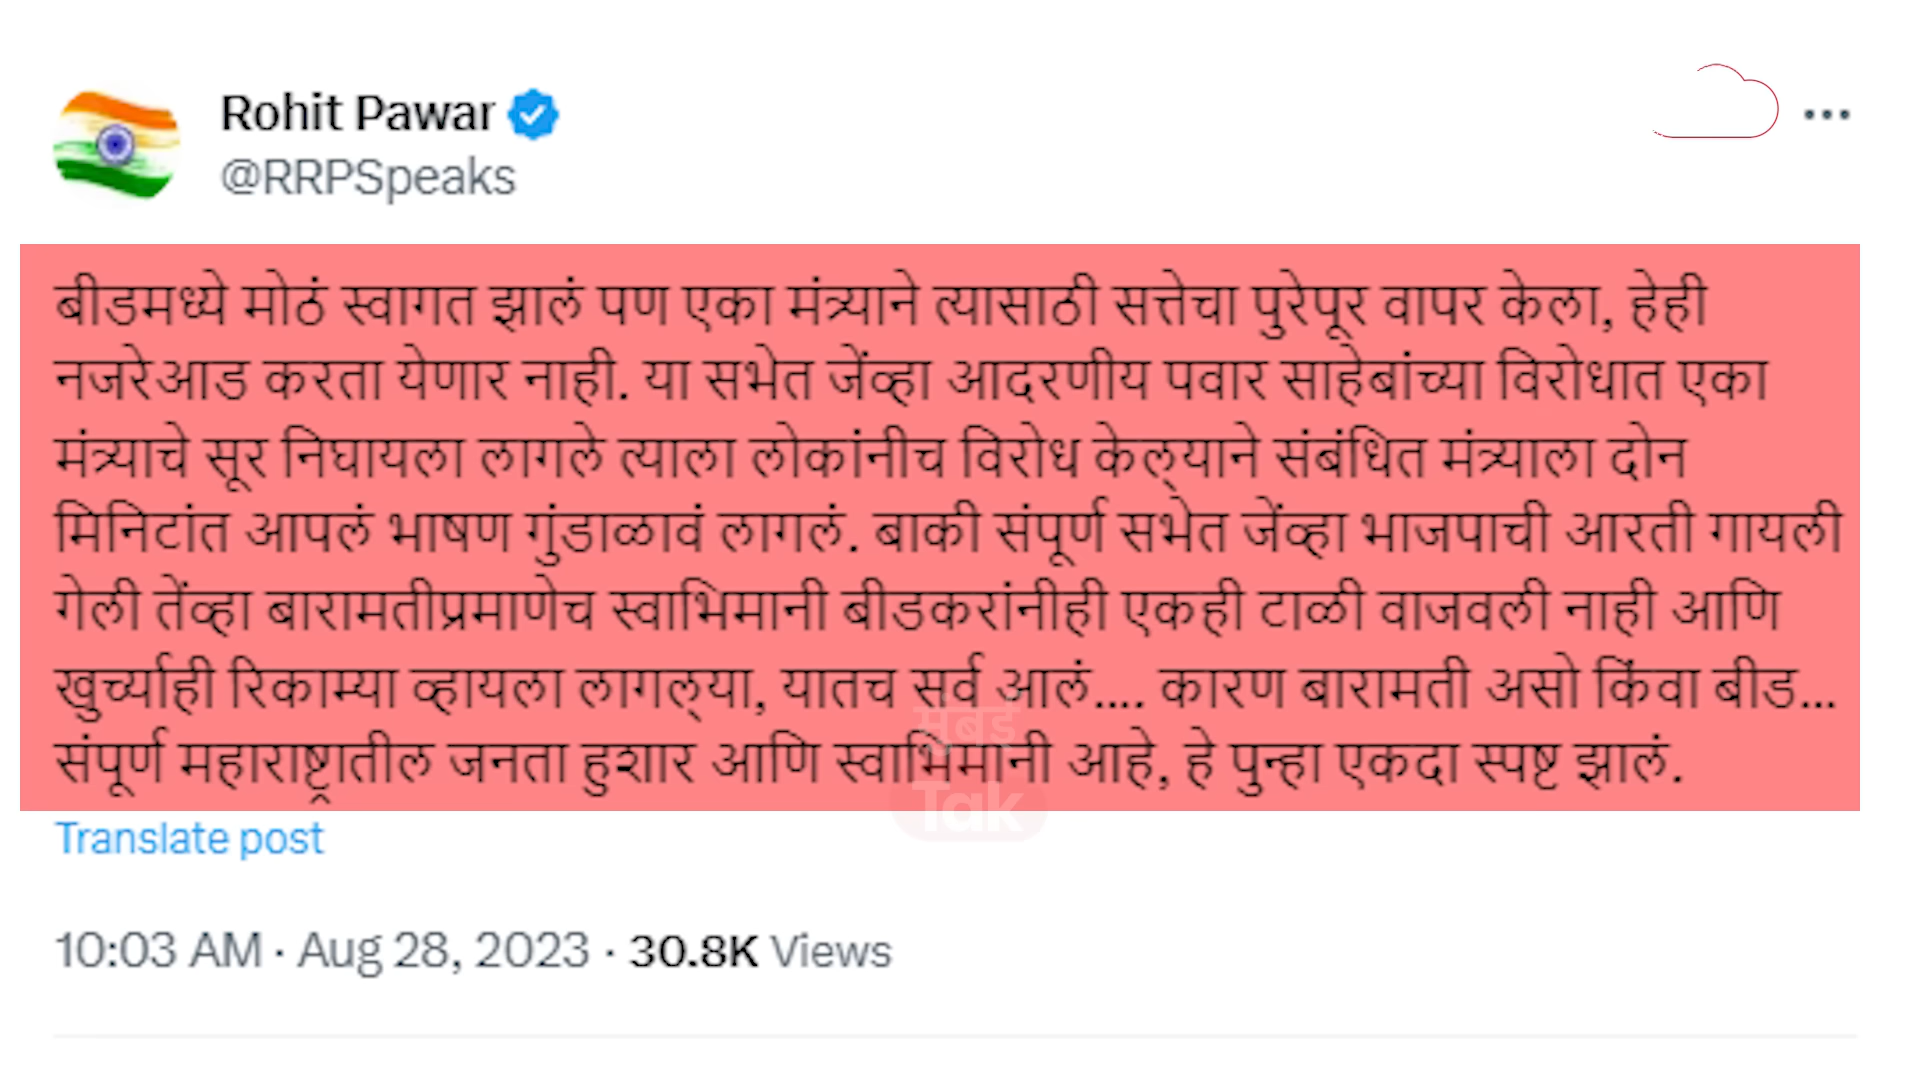 Rohit Pawar
@RRPSpeaks
बीडमध्ये मोठं स्वागत झालं पण एका मंत्र्याने त्यासाठी सत्तेचा पुरेपूर वापर केला, हेही
नजरेआड करता येणार नाही. या सभेत जेंव्हा आदरणीय पवार साहेबांच्या विरोधात एका
मंत्र्याचे सूर निघायला लागले त्याला लोकांनीच विरोध केल्याने संबंधित मंत्र्याला दोन
मिनिटांत आपलं भाषण गुंडाळावं लागलं. बाकी संपूर्ण सभेत जेंव्हा भाजपाची आरती गायली
गेली तेंव्हा बारामतीप्रमाणेच स्वाभिमानी बीडकरांनीही एकही टाळी वाजवली नाही आणि
खुर्च्याही रिकाम्या व्हायला लागल्या, यातच सर्व आलं.... कारण बारामती असो किंवा बीड...
संपूर्ण महाराष्ट्रातील जनता हुशार आणि स्वाभिमानी आहे, हे पुन्हा एकदा स्पष्ट झालं.
मुंबई
Tak
Translate post
10:03 AM · Aug 28, 2023 · 30.8K Views